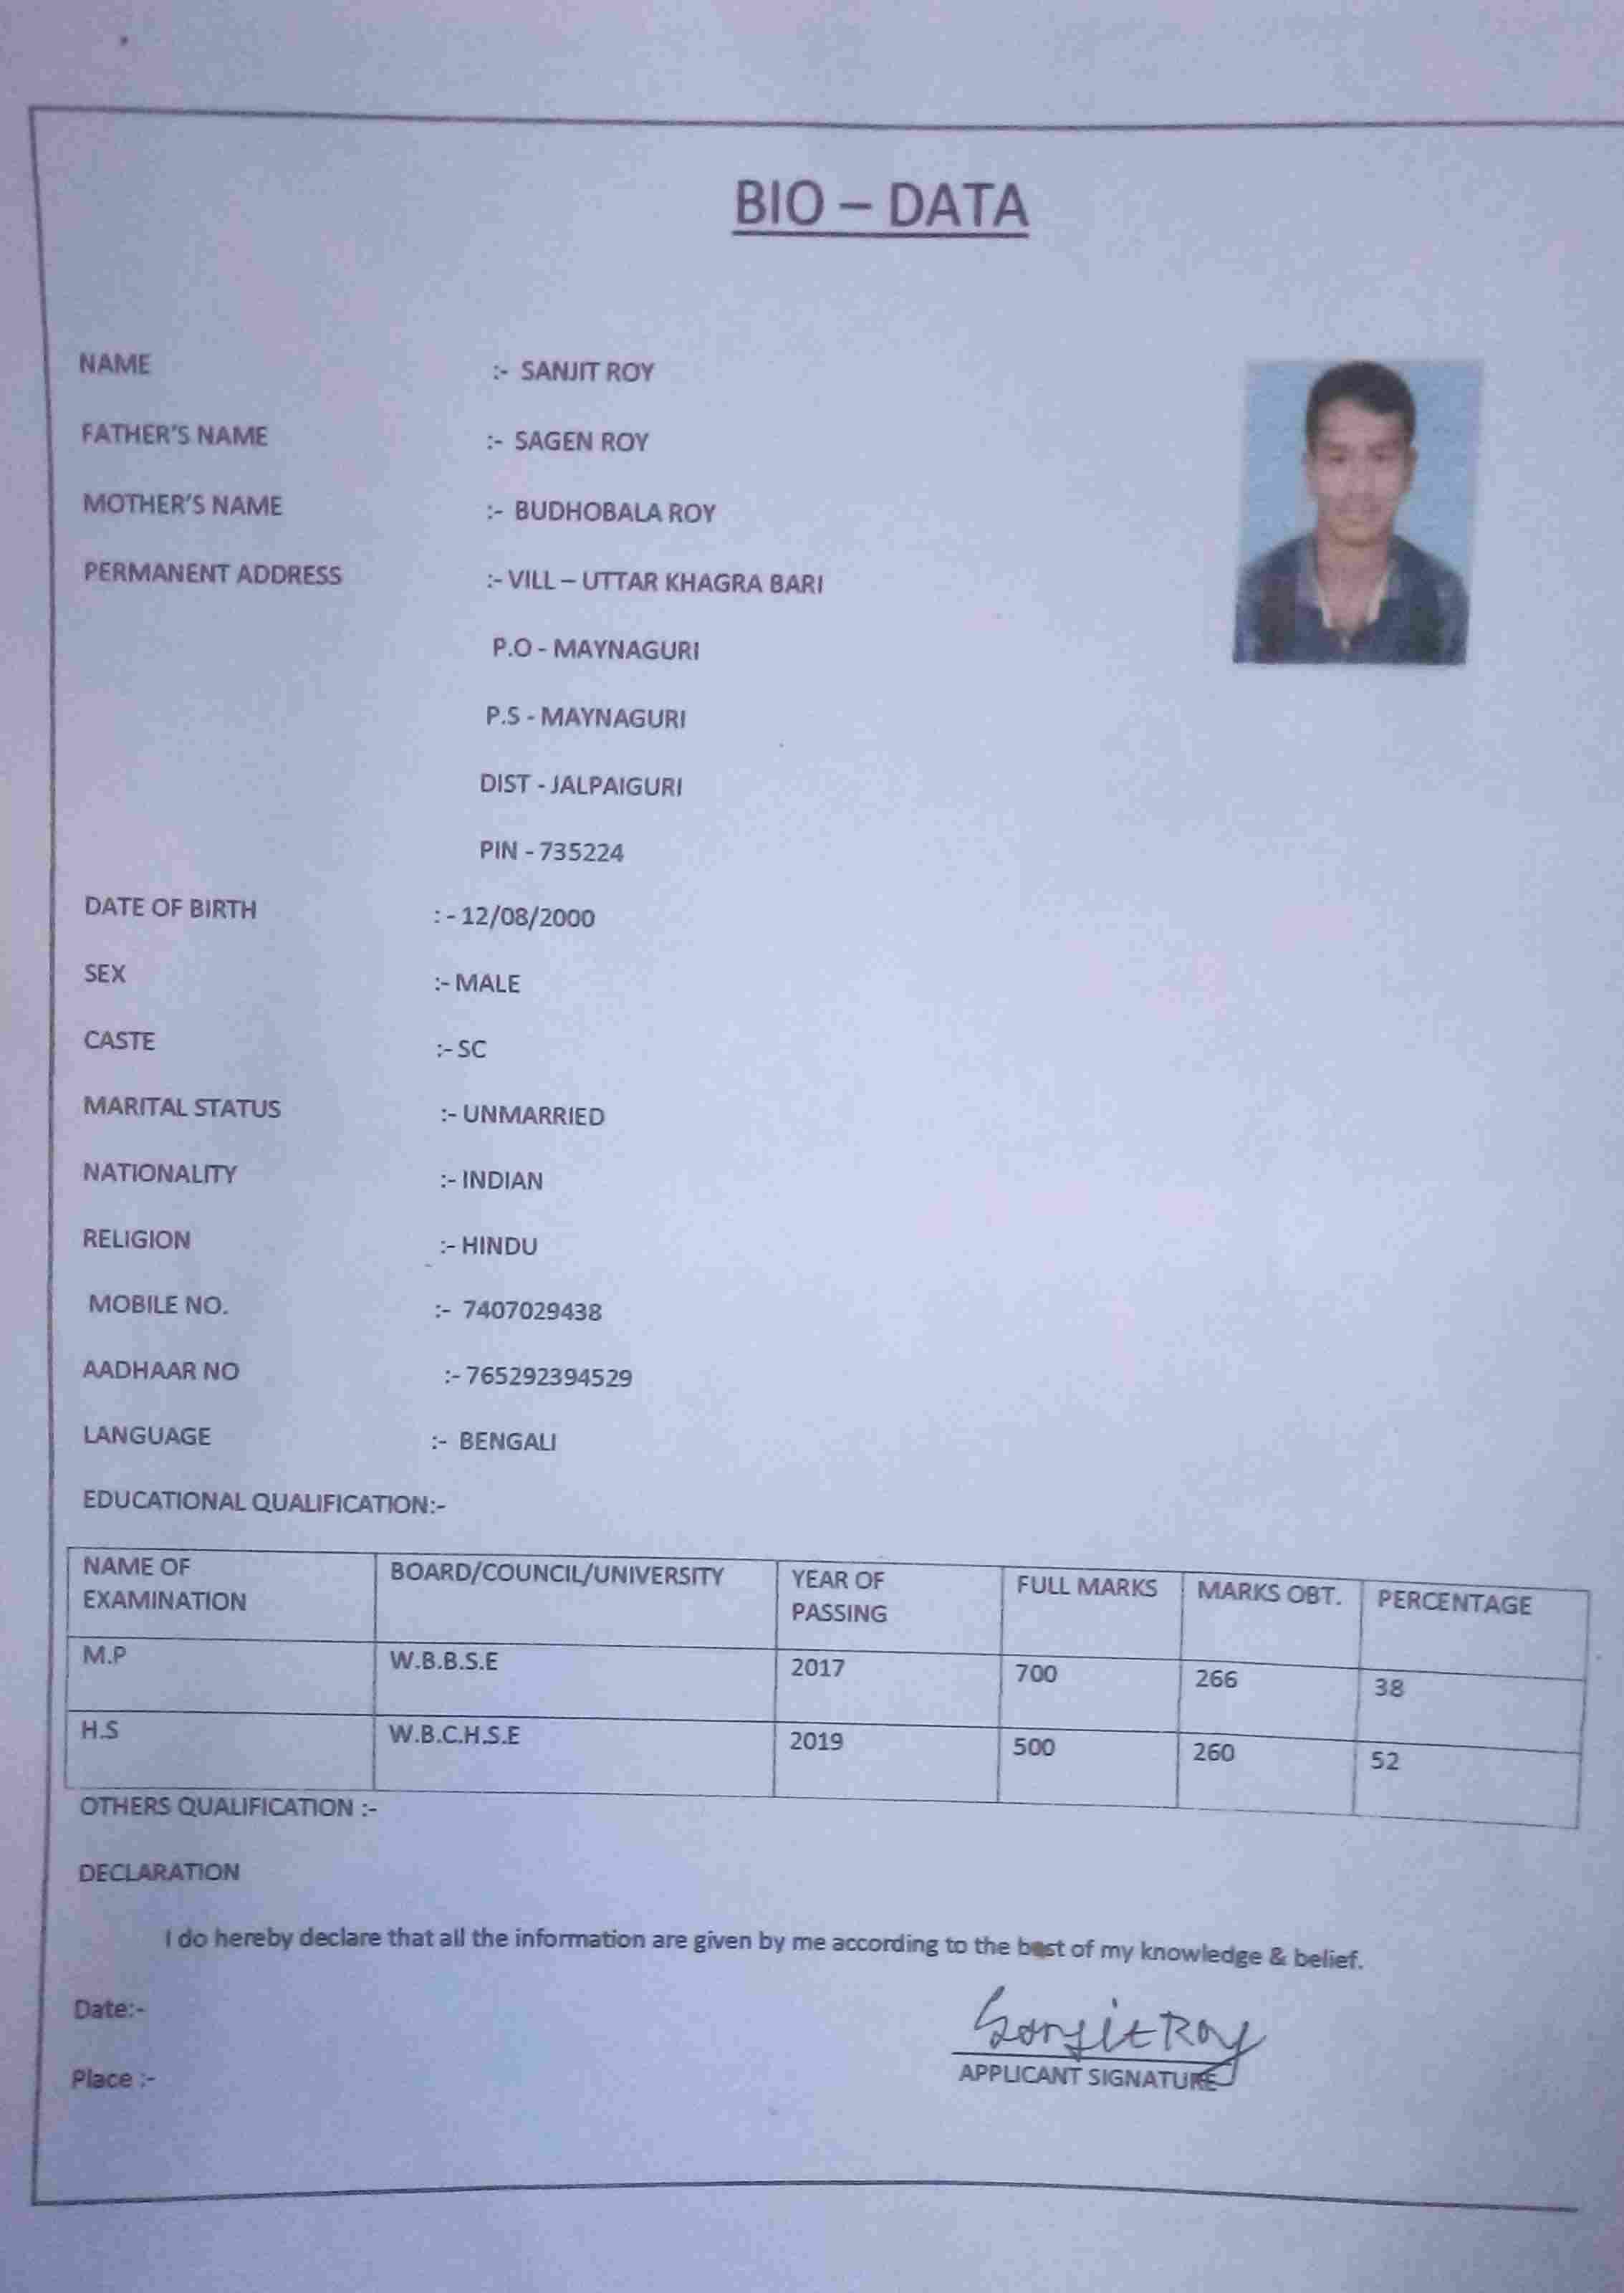 BIO – DATA
NAME :- SANJIT ROY
FATHER'S NAME :- SAGEN ROY
MOTHER'S NAME :- BUDHOBALA ROY
PERMANENT ADDRESS :- VILL – UTTAR KHAGRA BARI
P.O - MAYNAGURI
P.S - MAYNAGURI
DIST - JALPAIGURI
PIN - 735224
DATE OF BIRTH : - 12/08/2000
SEX :- MALE
CASTE :- SC
MARITAL STATUS :- UNMARRIED
NATIONALITY :- INDIAN
RELIGION :- HINDU
MOBILE NO. :- 7407029438
AADHAAR NO :- 765292394529
LANGUAGE :- BENGALI
EDUCATIONAL QUALIFICATION:-
NAME OF EXAMINATION BOARD/COUNCIL/UNIVERSITY YEAR OF PASSING FULL MARKS MARKS OBT. PERCENTAGE
M.P W.B.B.S.E 2017 700 266 38
H.S W.B.C.H.S.E 2019 500 260 52
OTHERS QUALIFICATION :-
DECLARATION
I do hereby declare that all the information are given by me according to the best of my knowledge & belief.
Date:-
Place :-
Sanjit Roy
APPLICANT SIGNATURE